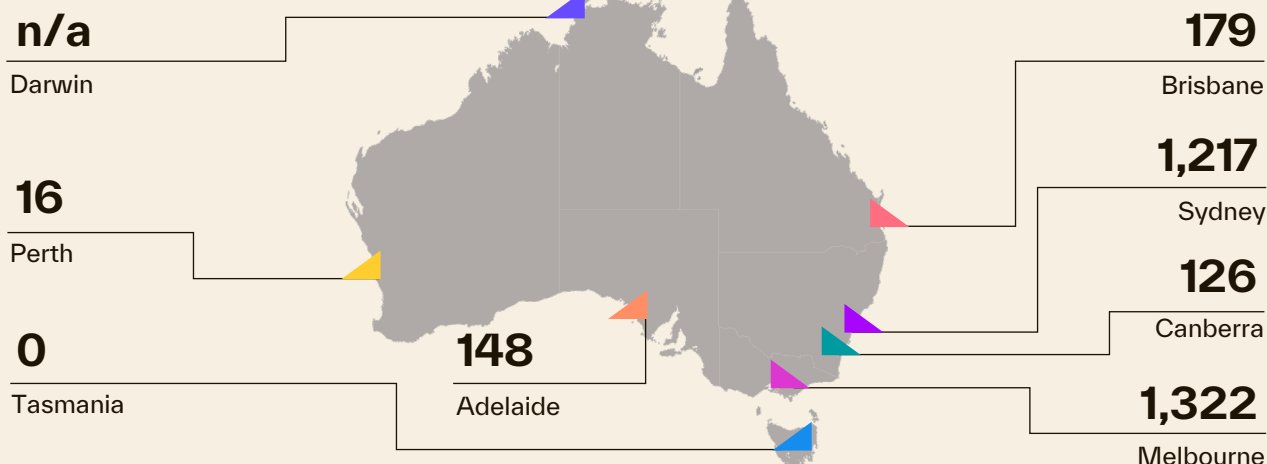 n/a
Darwin
16
Perth
0
Tasmania
148
Adelaide
179
Brisbane
1,217
Sydney
126
Canberra
1,322
Melbourne